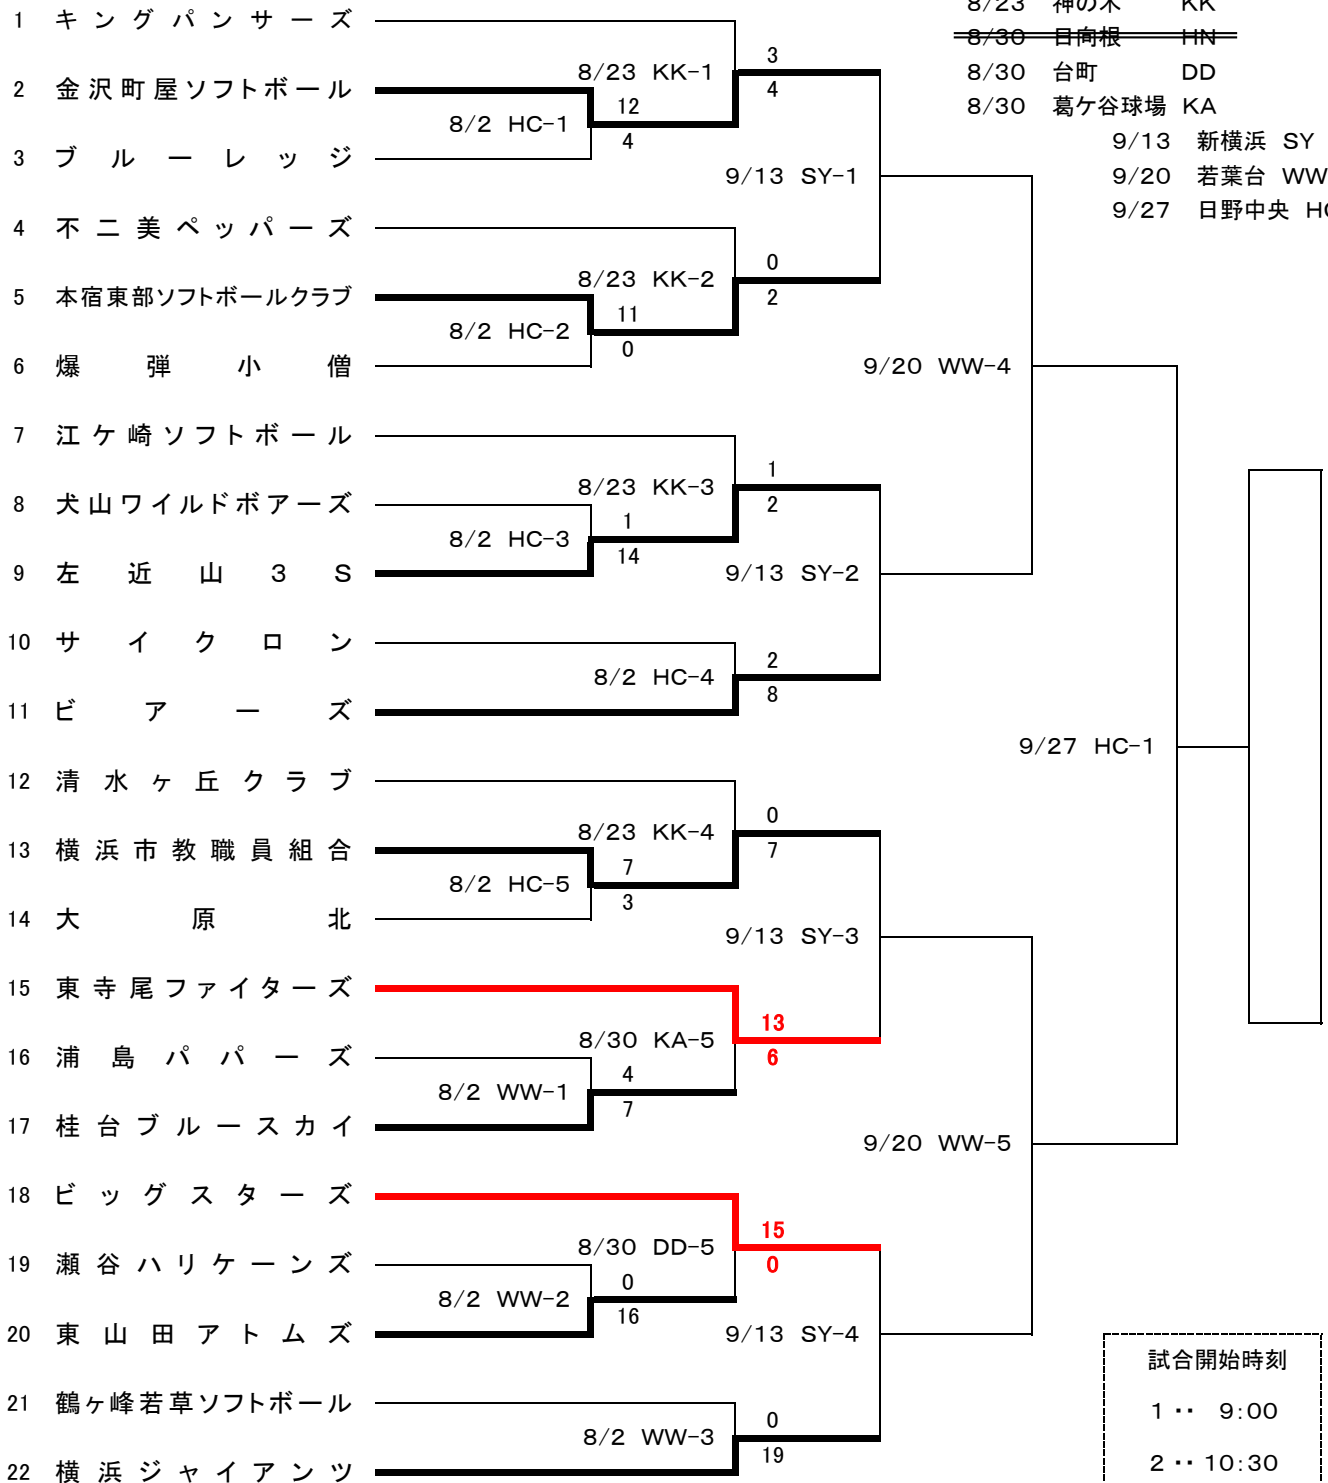 8/23 神の木 KK
8/30 日向根 HN
8/30 台町 DD
8/30 葛ケ谷球場 KA
9/13 新横浜 SY
9/20 若葉台 WW
9/27 日野中央 HC
1 キングパンサーズ
8/23 KK-1
3
4
2 金沢町屋ソフトボール
8/2 HC-1
12
4
3 ブルーレッジ
9/13 SY-1
4 不二美ペッパーズ
8/23 KK-2
0
2
5 本宿東部ソフトボールクラブ
8/2 HC-2
11
0
6 爆弾小僧
9/20 WW-4
7 江ケ崎ソフトボール
8/23 KK-3
1
2
8 犬山ワイルドボアーズ
8/2 HC-3
1
14
9 左近山3S
9/13 SY-2
10 サイクロン
8/2 HC-4
2
8
11 ビアーズ
9/27 HC-1
12 清水ヶ丘クラブ
8/23 KK-4
0
7
13 横浜市教職員組合
8/2 HC-5
7
3
14 大原北
9/13 SY-3
15 東寺尾ファイターズ
8/30 KA-5
13
6
16 浦島パパーズ
8/2 WW-1
4
7
17 桂台ブルースカイ
9/20 WW-5
18 ビッグスターズ
8/30 DD-5
15
0
19 瀬谷ハリケーンズ
8/2 WW-2
0
16
20 東山田アトムズ
9/13 SY-4
21 鶴ヶ峰若草ソフトボール
8/2 WW-3
0
19
22 横浜ジャイアンツ
試合開始時刻
1 ‥ 9:00
2 ‥ 10:30